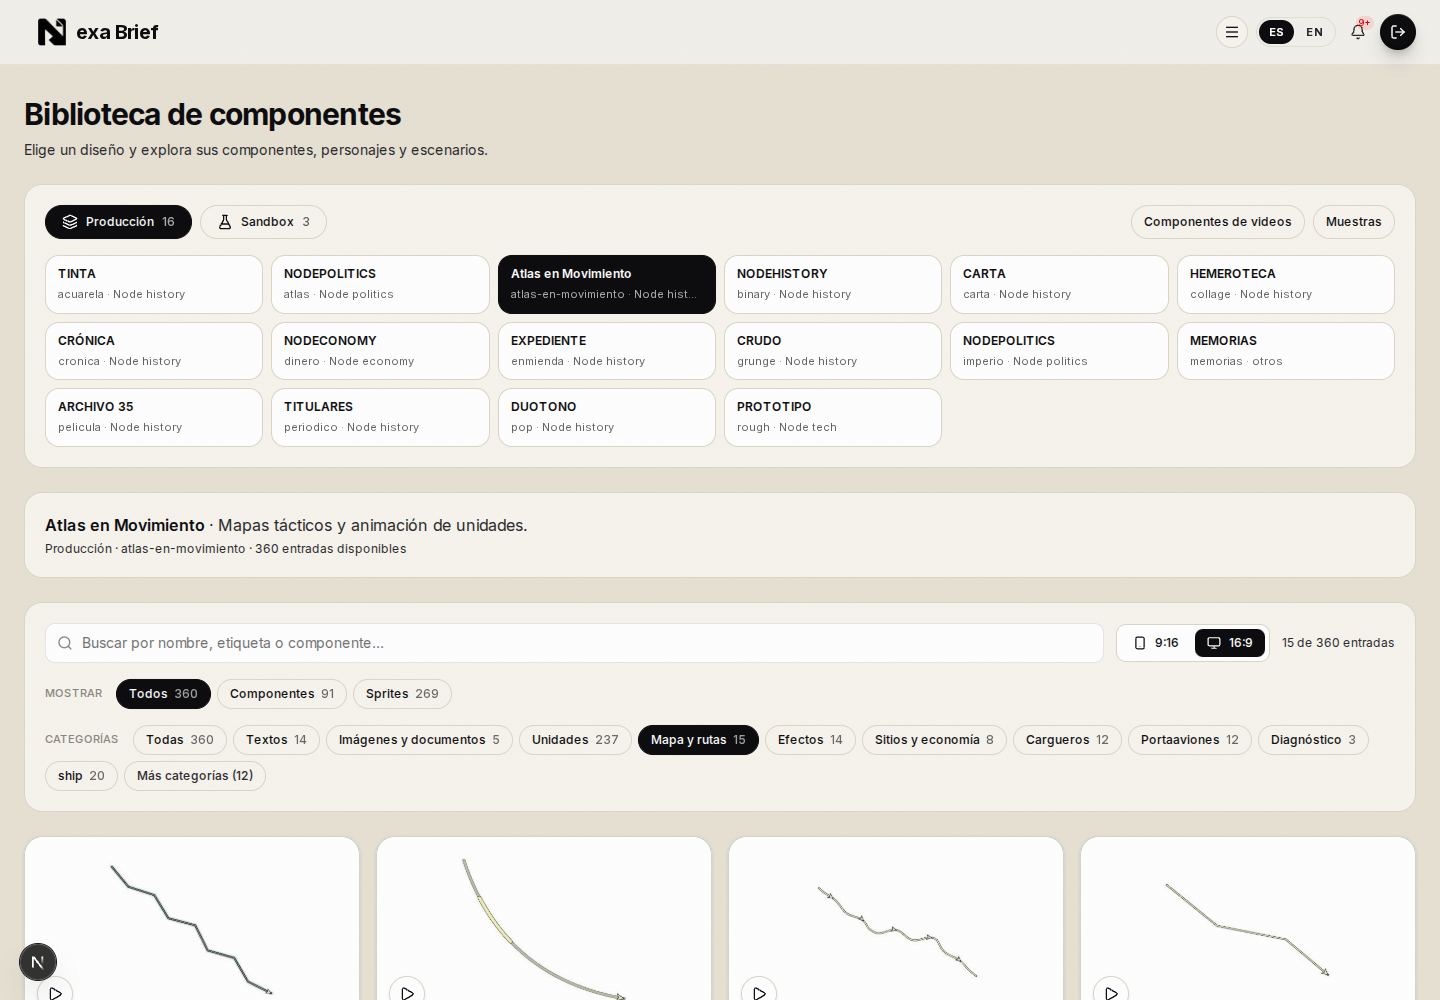 exa Brief
ES EN 9+
Biblioteca de componentes
Elige un diseño y explora sus componentes, personajes y escenarios.
Producción 16 Sandbox 3 Componentes de videos Muestras
TINTA NODEPOLITICS Atlas en Movimiento NODEHISTORY CARTA HEMEROTECA
acuarela · Node history atlas · Node politics atlas-en-movimiento · Node hist... binary · Node history carta · Node history collage · Node history
CRÓNICA NODECONOMY EXPEDIENTE CRUDO NODEPOLITICS MEMORIAS
cronica · Node history dinero · Node economy enmienda · Node history grunge · Node history imperio · Node politics memorias · otros
ARCHIVO 35 TITULARES DUOTONO PROTOTIPO
pelicula · Node history periodico · Node history pop · Node history rough · Node tech
Atlas en Movimiento · Mapas tácticos y animación de unidades.
Producción · atlas-en-movimiento · 360 entradas disponibles
Buscar por nombre, etiqueta o componente... 9:16 16:9 15 de 360 entradas
MOSTRAR Todos 360 Componentes 91 Sprites 269
CATEGORÍAS Todas 360 Textos 14 Imágenes y documentos 5 Unidades 237 Mapa y rutas 15 Efectos 14 Sitios y economía 8 Cargueros 12 Portaaviones 12 Diagnóstico 3
ship 20 Más categorías (12)